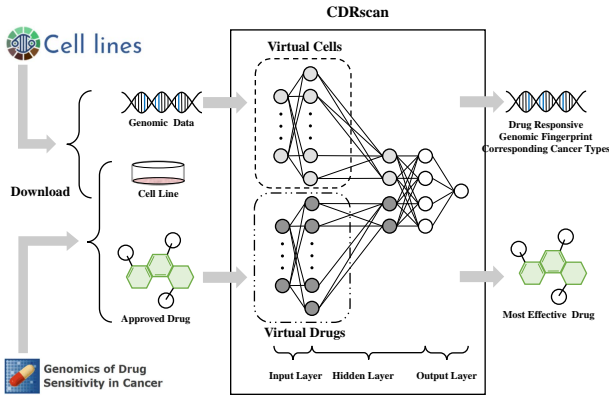 CDRscan
Cell lines
Virtual Cells
Genomic Data
Drug Responsive
Genomic Fingerprint
Corresponding Cancer Types
Download
Cell Line
Approved Drug
Most Effective Drug
Virtual Drugs
Genomics of Drug
Sensitivity in Cancer
Input Layer
Hidden Layer
Output Layer